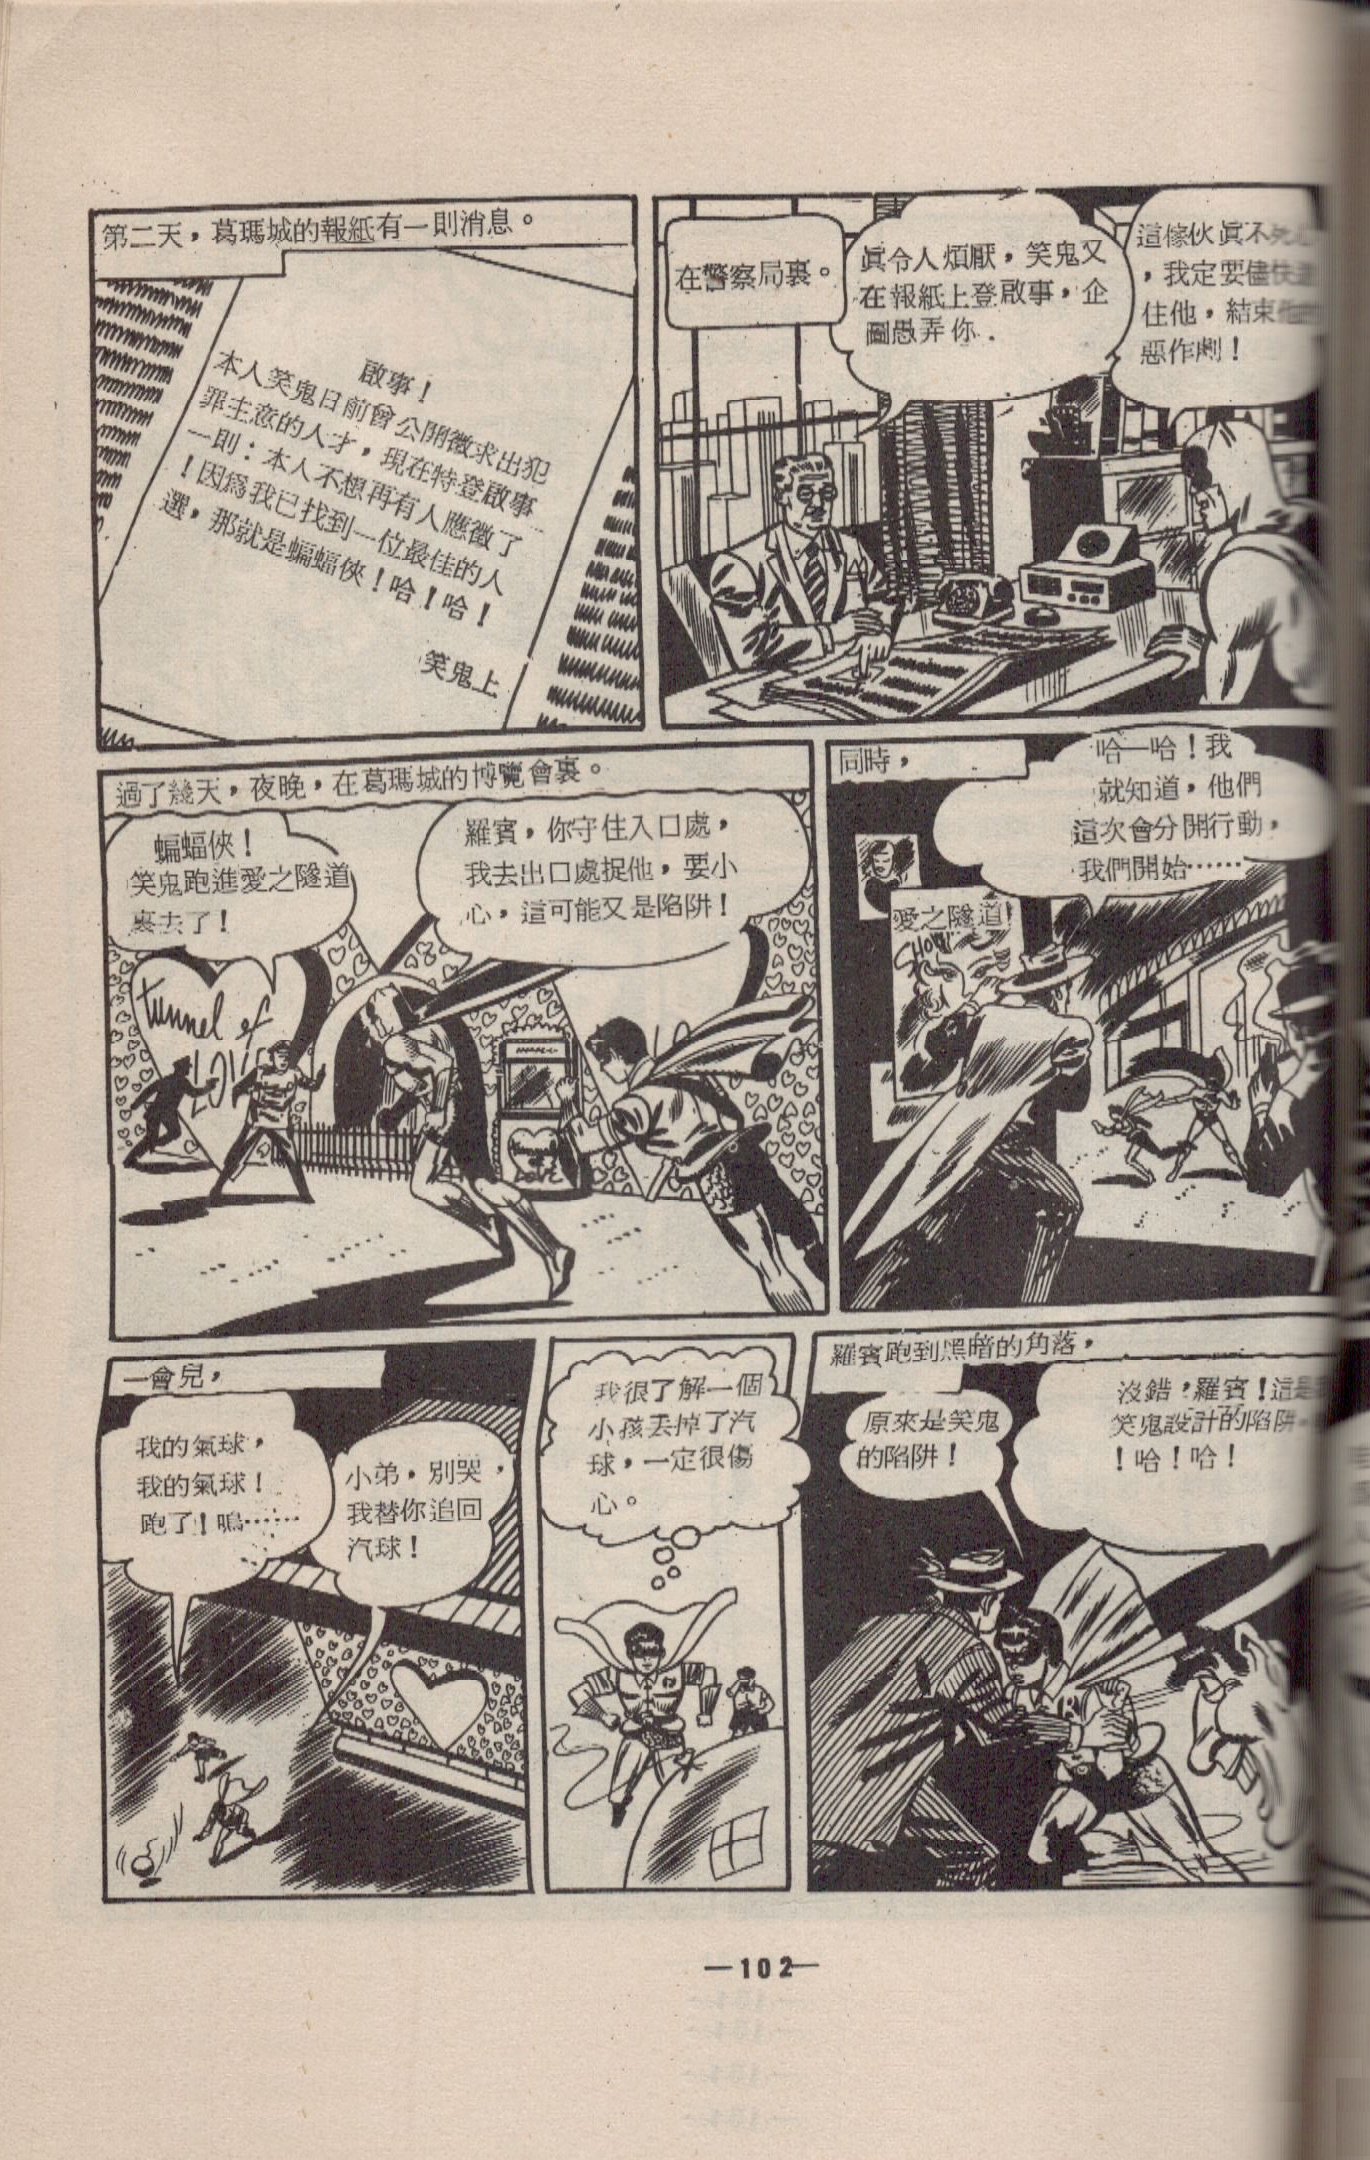 第二天，葛瑪城的報紙有一則消息。
啟事！
本人笑鬼日前曾公開徵求出犯
罪主意的人才，現在特登啟事
一則：本人不想再有人應徵了
！因爲我已找到一位最佳的人
選，那就是蝙蝠俠！哈！哈！
笑鬼上
在警察局裏。
眞令人煩厭，笑鬼又
在報紙上登啟事，企
圖愚弄你．
這傢伙眞不死心
，我定要儘快逮
住他，結束他的
惡作劇！
過了幾天，夜晚，在葛瑪城的博覽會裏。
蝙蝠俠！
笑鬼跑進愛之隧道
裏去了！
羅賓，你守住入口處，
我去出口處捉他，要小
心，這可能又是陷阱！
Tunnel of
LOVE
LO
Tunnel
OF
LOVE
同時，
哈—哈！我
就知道，他們
這次會分開行動，
我們開始……
愛之隧道！
一會兒，
我的氣球，
我的氣球！
跑了！嗚……
小弟，別哭，
我替你追回
汽球！
我很了解一個
小孩丟掉了汽
球，一定很傷
心。
羅賓跑到黑暗的角落，
原來是笑鬼
的陷阱！
沒錯，羅賓！這是
笑鬼設計的陷阱
！哈！哈！
—102—